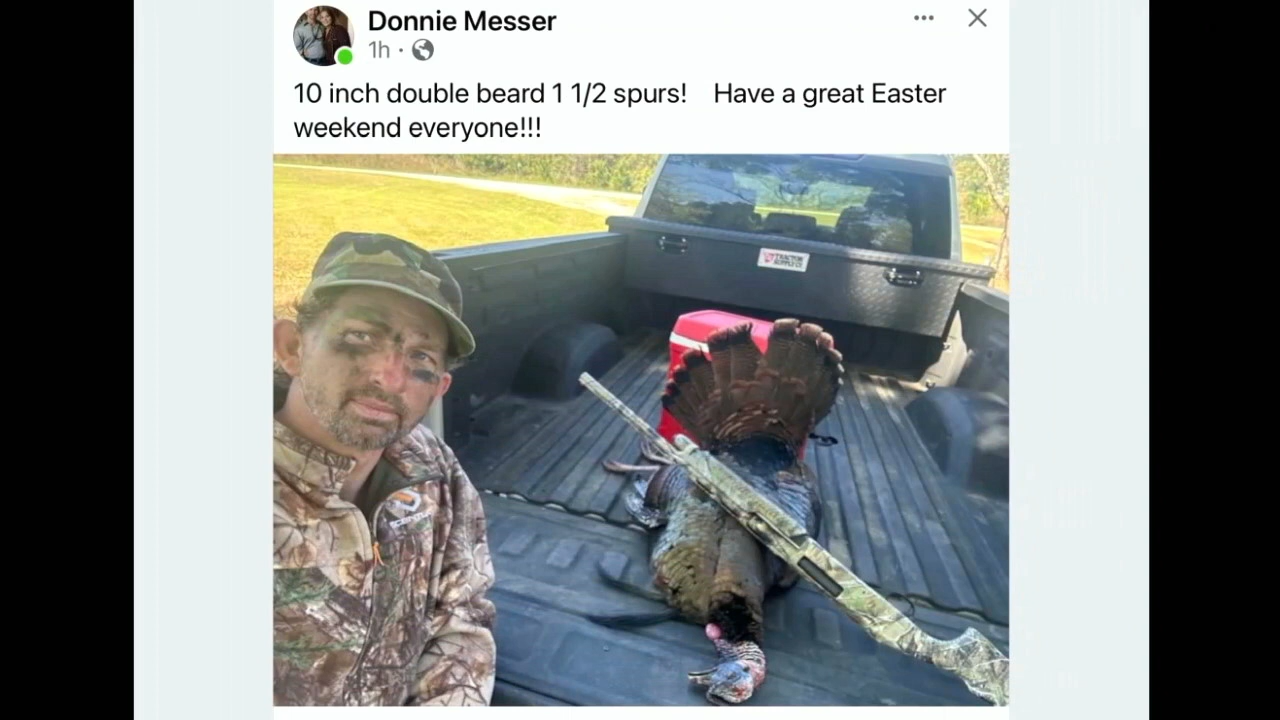 Donnie Messer
1h ·
10 inch double beard 1 1/2 spurs! Have a great Easter
weekend everyone!!!
TRACTOR
SUPPLY CO